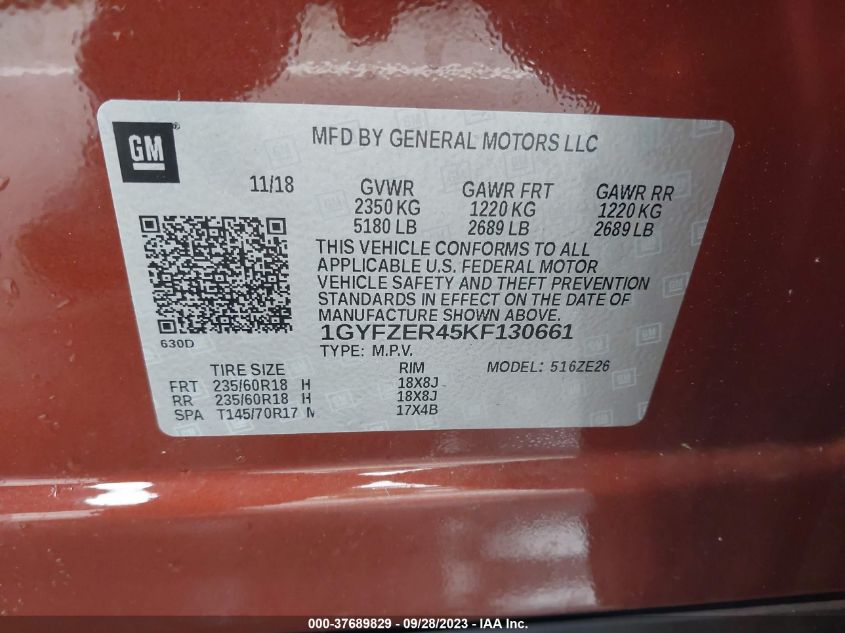 GM
MFD BY GENERAL MOTORS LLC
11/18 GVWR GAWR FRT GAWR RR
2350 KG 1220 KG 1220 KG
5180 LB 2689 LB 2689 LB
THIS VEHICLE CONFORMS TO ALL
APPLICABLE U.S. FEDERAL MOTOR
VEHICLE SAFETY AND THEFT PREVENTION
STANDARDS IN EFFECT ON THE DATE OF
MANUFACTURE SHOWN ABOVE.
630D 1GYFZER45KF130661
TYPE: M.P.V. MODEL: 516ZE26
TIRE SIZE RIM
FRT 235/60R18 H 18X8J
RR 235/60R18 H 18X8J
SPA T145/70R17 M 17X4B
000-37689829 - 09/28/2023 - IAA Inc.